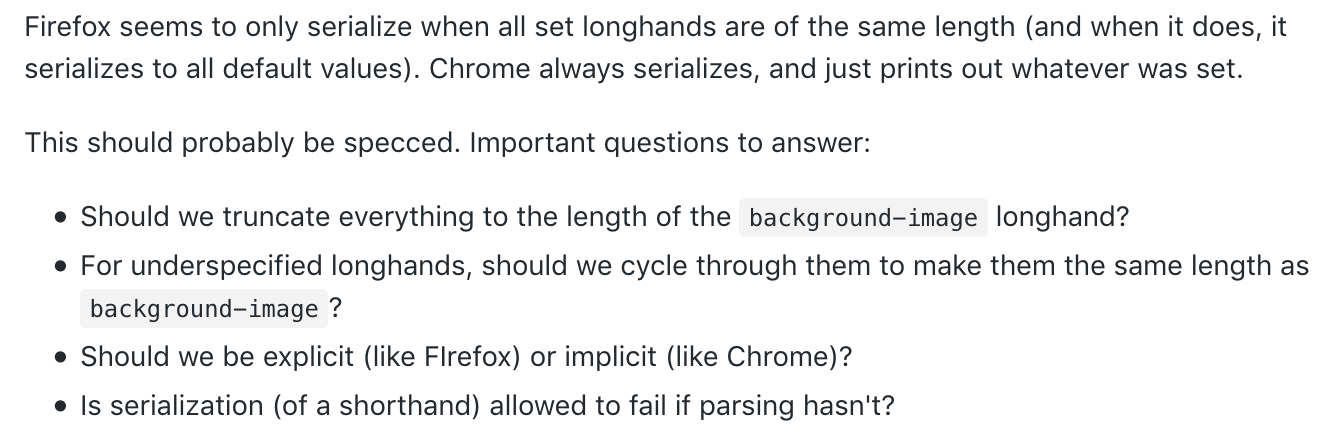 Firefox seems to only serialize when all set longhands are of the same length (and when it does, it
serializes to all default values). Chrome always serializes, and just prints out whatever was set.
This should probably be specced. Important questions to answer:
• Should we truncate everything to the length of the background-image longhand?
• For underspecified longhands, should we cycle through them to make them the same length as
background-image ?
• Should we be explicit (like FIrefox) or implicit (like Chrome)?
• Is serialization (of a shorthand) allowed to fail if parsing hasn't?